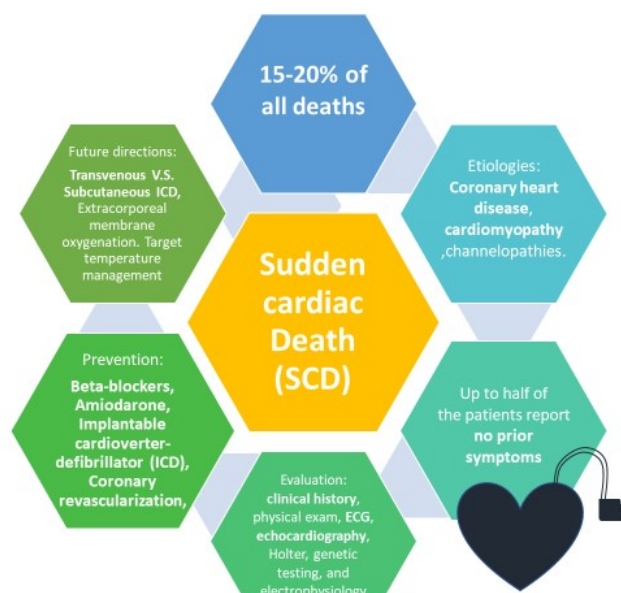 15-20% of
all deaths
Etiologies:
Coronary heart
disease,
cardiomyopathy
,channelopathies.
Up to half of
the patients report
no prior
symptoms
Evaluation:
clinical history,
physical exam, ECG,
echocardiography,
Holter, genetic
testing, and
electrophysiology
Prevention:
Beta-blockers,
Amiodarone,
Implantable
cardioverter-
defibrillator (ICD),
Coronary
revascularization,
Future directions:
Transvenous V.S.
Subcutaneous ICD,
Extracorporeal
membrane
oxygenation. Target
temperature
management
Sudden
cardiac
Death
(SCD)